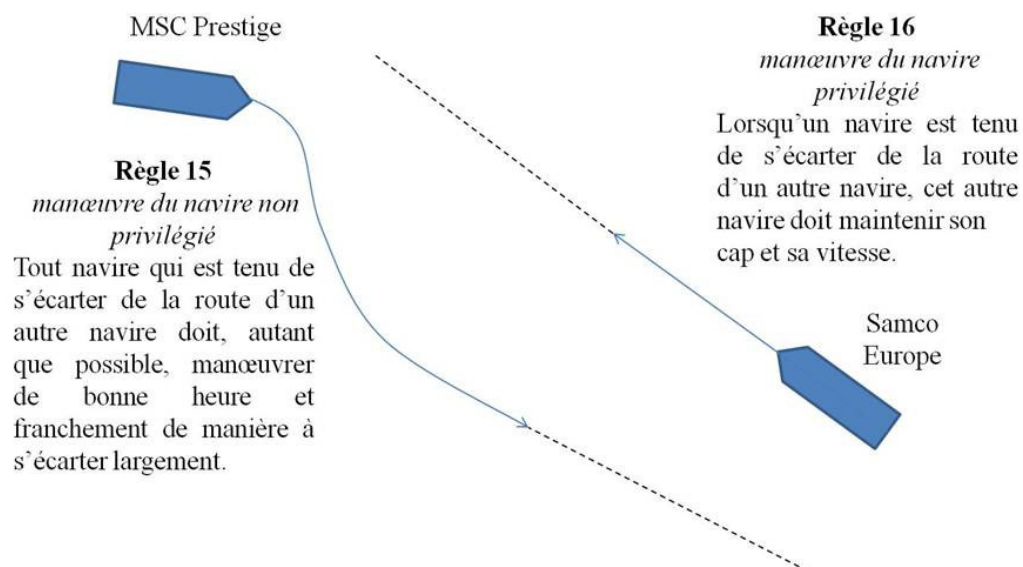 MSC Prestige
Règle 15
manœuvre du navire non
privilégié
Tout navire qui est tenu de
s'écarter de la route d'un
autre navire doit, autant
que possible, manœuvrer
de bonne heure et
franchement de manière à
s'écarter largement.
Règle 16
manœuvre du navire
privilégié
Lorsqu'un navire est tenu
de s'écarter de la route
d'un autre navire, cet autre
navire doit maintenir son
cap et sa vitesse.
Samco
Europe